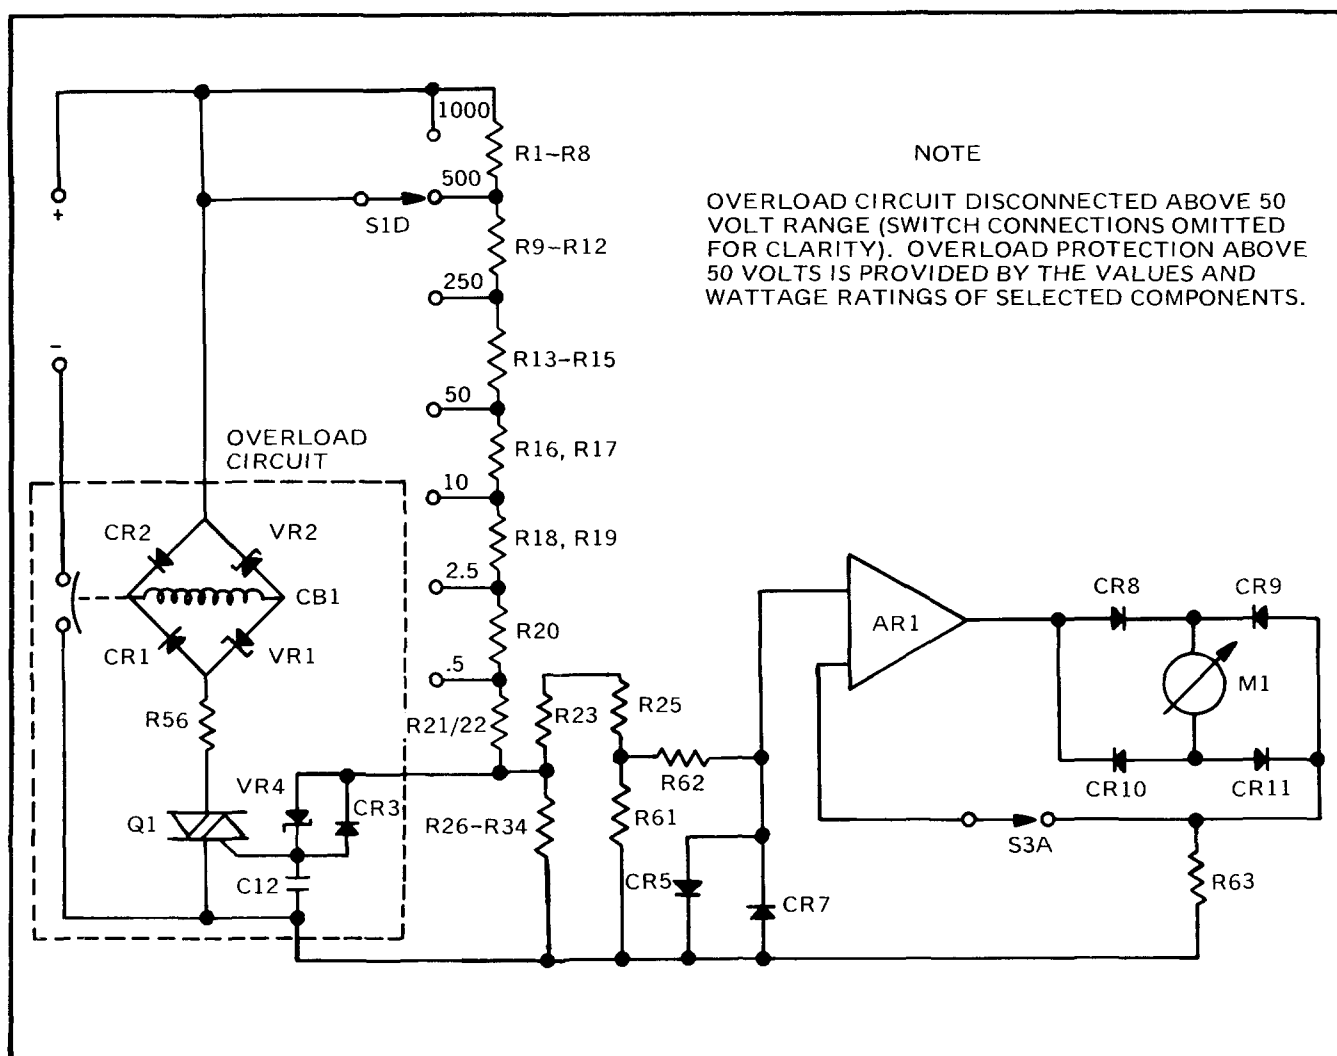 1000
R1-R8
NOTE
+
500
S1D
OVERLOAD CIRCUIT DISCONNECTED ABOVE 50
VOLT RANGE (SWITCH CONNECTIONS OMITTED
FOR CLARITY). OVERLOAD PROTECTION ABOVE
50 VOLTS IS PROVIDED BY THE VALUES AND
WATTAGE RATINGS OF SELECTED COMPONENTS.
R9-R12
250
-
R13-R15
50
OVERLOAD
CIRCUIT
R16, R17
10
CR2
VR2
R18, R19
2.5
CB1
CR8
CR9
AR1
R20
CR1
VR1
.5
M1
R56
R21/22
R23
R25
R62
CR10
CR11
VR4
CR3
Q1
R26-R34
R61
S3A
C12
CR5
CR7
R63